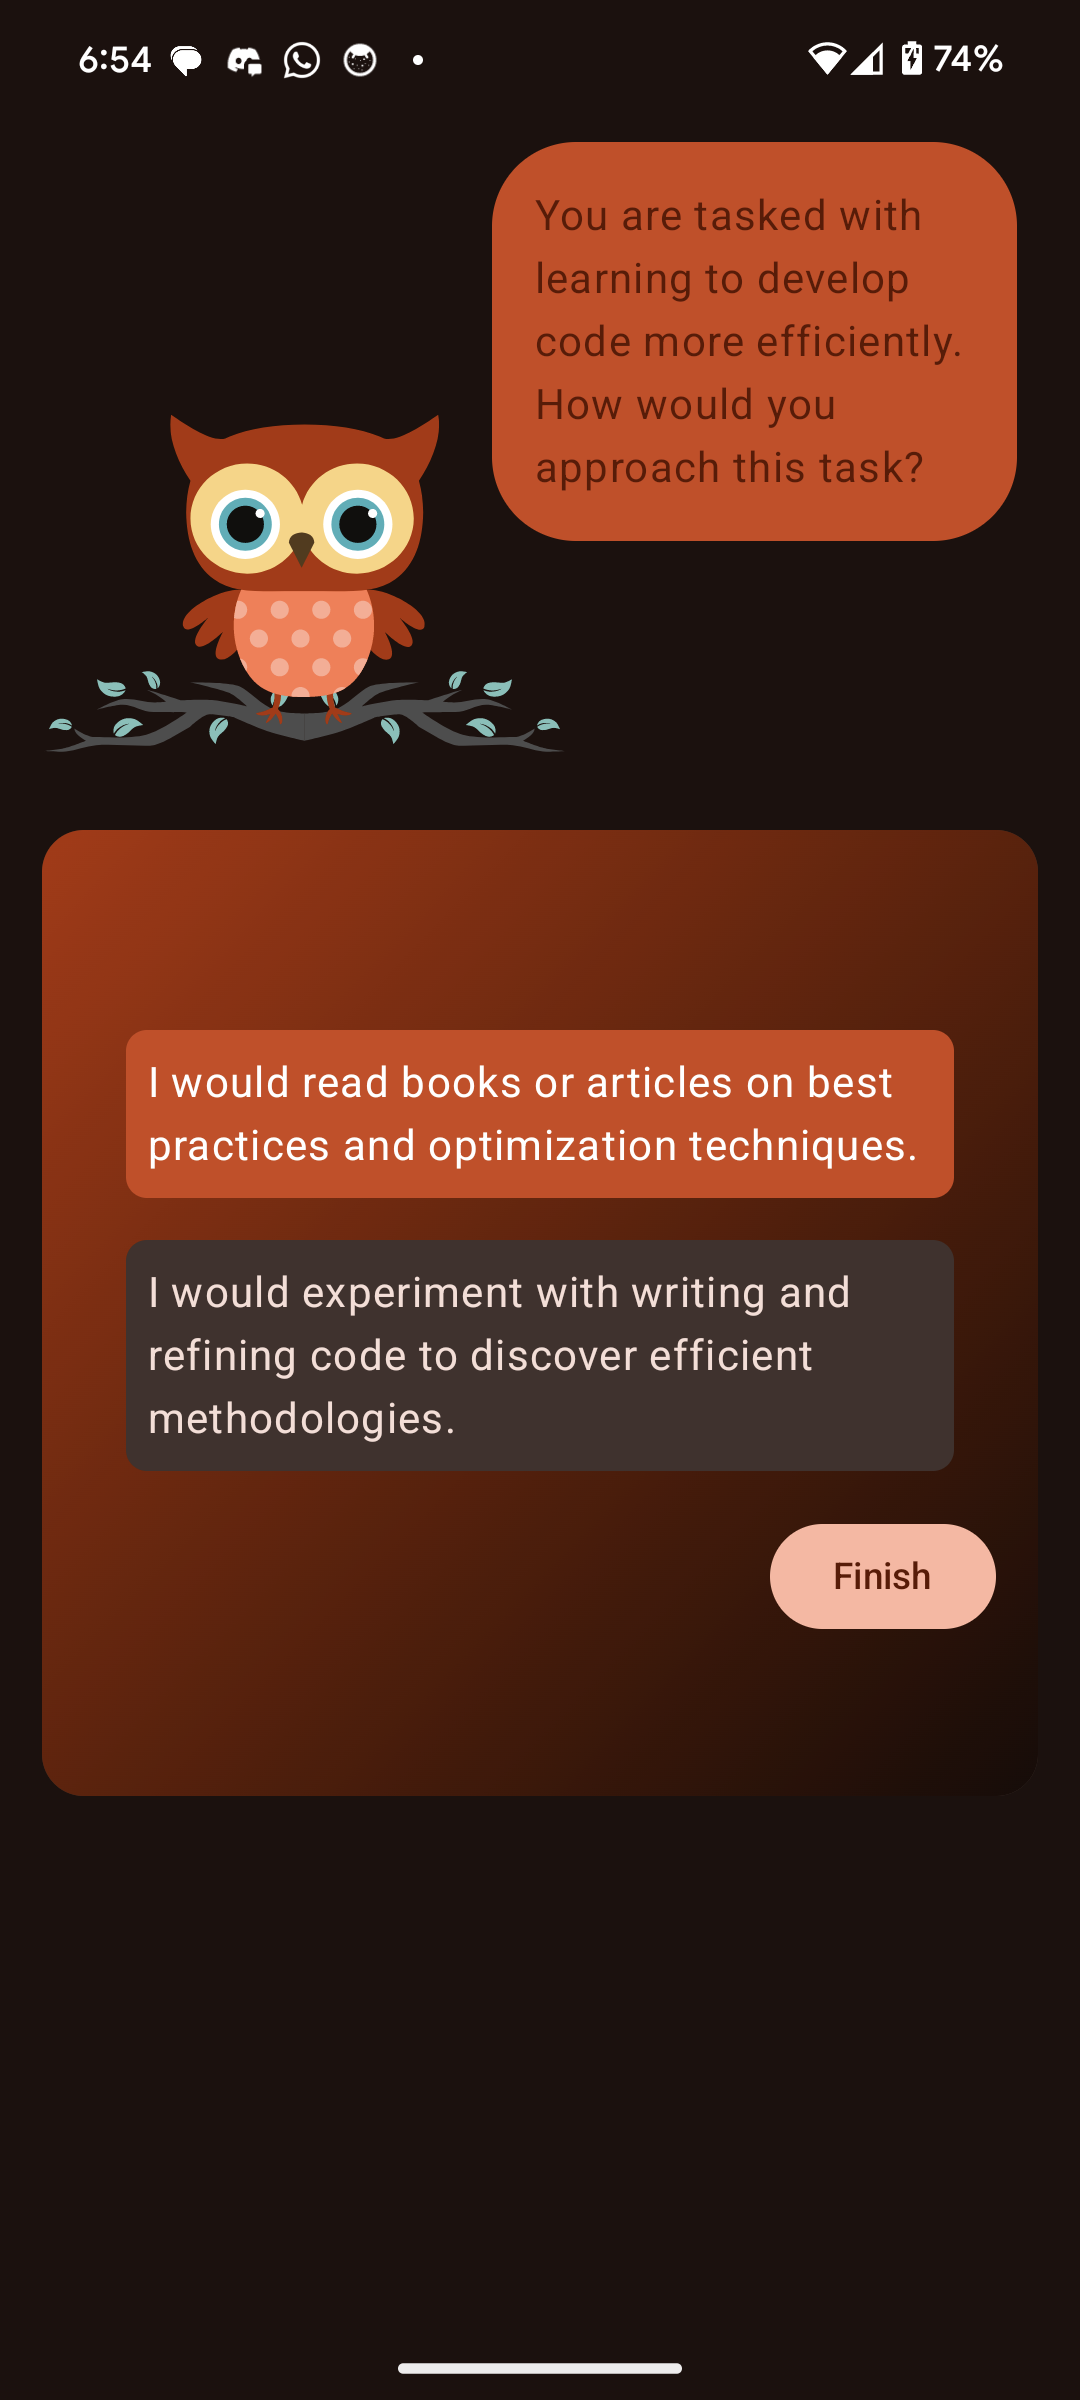 6:54
74%
You are tasked with
learning to develop
code more efficiently.
How would you
approach this task?
I would read books or articles on best
practices and optimization techniques.
I would experiment with writing and
refining code to discover efficient
methodologies.
Finish